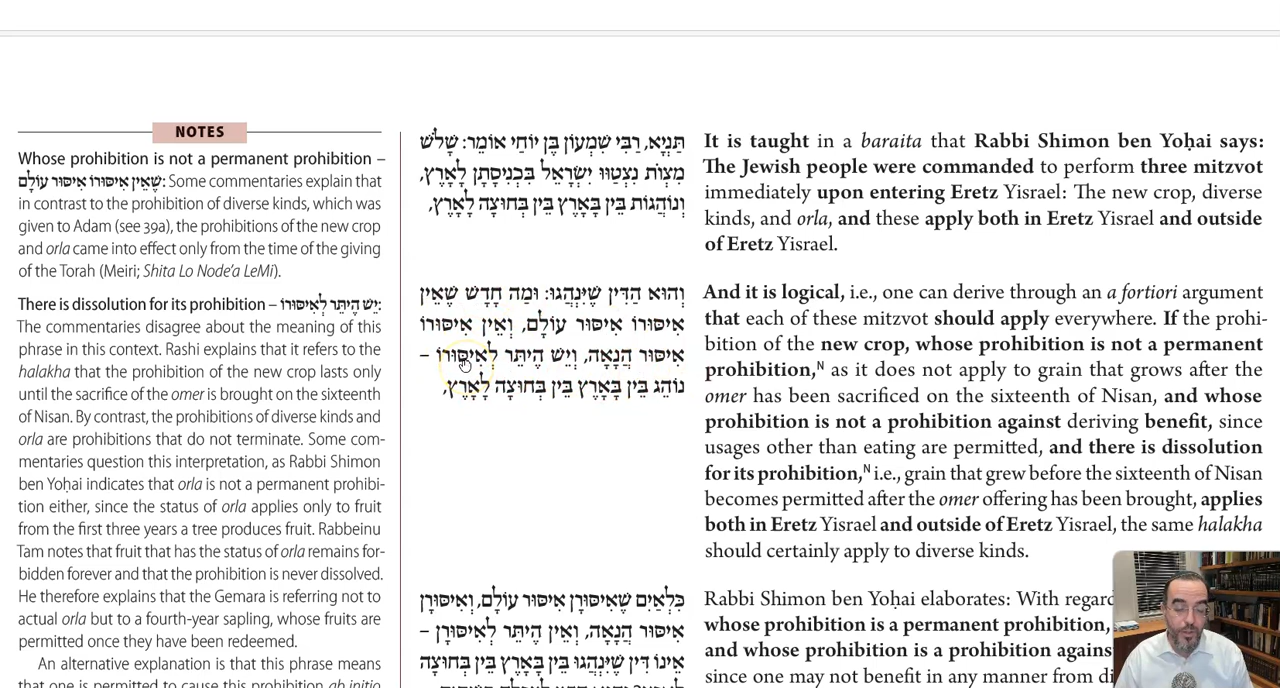 NOTES
Whose prohibition is not a permanent prohibition –
שֶׁאֵין אִיסּוּרוֹ אִיסּוּר עוֹלָם: Some commentaries explain that
in contrast to the prohibition of diverse kinds, which was
given to Adam (see 39a), the prohibitions of the new crop
and orla came into effect only from the time of the giving
of the Torah (Meiri; Shita Lo Node’a LeMi).
There is dissolution for its prohibition – יֵשׁ הֶיתֵּר לְאִיסּוּרוֹ:
The commentaries disagree about the meaning of this
phrase in this context. Rashi explains that it refers to the
halakha that the prohibition of the new crop lasts only
until the sacrifice of the omer is brought on the sixteenth
of Nisan. By contrast, the prohibitions of diverse kinds and
orla are prohibitions that do not terminate. Some com-
mentaries question this interpretation, as Rabbi Shimon
ben Yoḥai indicates that orla is not a permanent prohibi-
tion either, since the status of orla applies only to fruit
from the first three years a tree produces fruit. Rabbeinu
Tam notes that fruit that has the status of orla remains for-
bidden forever and that the prohibition is never dissolved.
He therefore explains that the Gemara is referring not to
actual orla but to a fourth-year sapling, whose fruits are
permitted once they have been redeemed.
An alternative explanation is that this phrase means
that one is permitted to cause this prohibition ab initio
תַּנְיָא, רַבִּי שִׁמְעוֹן בֶּן יוֹחַי אוֹמֵר: שָׁלֹשׁ
מִצְוֹת נִצְטַוּוּ יִשְׂרָאֵל בִּכְנִיסָתָן לָאָרֶץ,
וְנוֹהֲגוֹת בֵּין בָּאָרֶץ בֵּין בְּחוּצָה לָאָרֶץ,
וְהוּא הַדִּין שֶׁיִּנְהֲגוּ: וּמַה חָדָשׁ שֶׁאֵין
אִיסּוּרוֹ אִיסּוּר עוֹלָם, וְאֵין אִיסּוּרוֹ
אִיסּוּר הֲנָאָה, וְיֵשׁ הֶיתֵּר לְאִיסּוּרוֹ –
נוֹהֵג בֵּין בָּאָרֶץ בֵּין בְּחוּצָה לָאָרֶץ,
כִּלְאַיִם שֶׁאִיסּוּרָן אִיסּוּר עוֹלָם, וְאִיסּוּרָן
אִיסּוּר הֲנָאָה, וְאֵין הֶיתֵּר לְאִיסּוּרָן –
אֵינוֹ דִּין שֶׁיִּנְהֲגוּ בֵּין בָּאָרֶץ בֵּין בְּחוּצָה
It is taught in a baraita that Rabbi Shimon ben Yoḥai says:
The Jewish people were commanded to perform three mitzvot
immediately upon entering Eretz Yisrael: The new crop, diverse
kinds, and orla, and these apply both in Eretz Yisrael and outside
of Eretz Yisrael.
And it is logical, i.e., one can derive through an a fortiori argument
that each of these mitzvot should apply everywhere. If the prohi-
bition of the new crop, whose prohibition is not a permanent
prohibition,ᴺ as it does not apply to grain that grows after the
omer has been sacrificed on the sixteenth of Nisan, and whose
prohibition is not a prohibition against deriving benefit, since
usages other than eating are permitted, and there is dissolution
for its prohibition,ᴺ i.e., grain that grew before the sixteenth of Nisan
becomes permitted after the omer offering has been brought, applies
both in Eretz Yisrael and outside of Eretz Yisrael, the same halakha
should certainly apply to diverse kinds.
Rabbi Shimon ben Yoḥai elaborates: With regard
whose prohibition is a permanent prohibition,
and whose prohibition is a prohibition agains
since one may not benefit in any manner from di